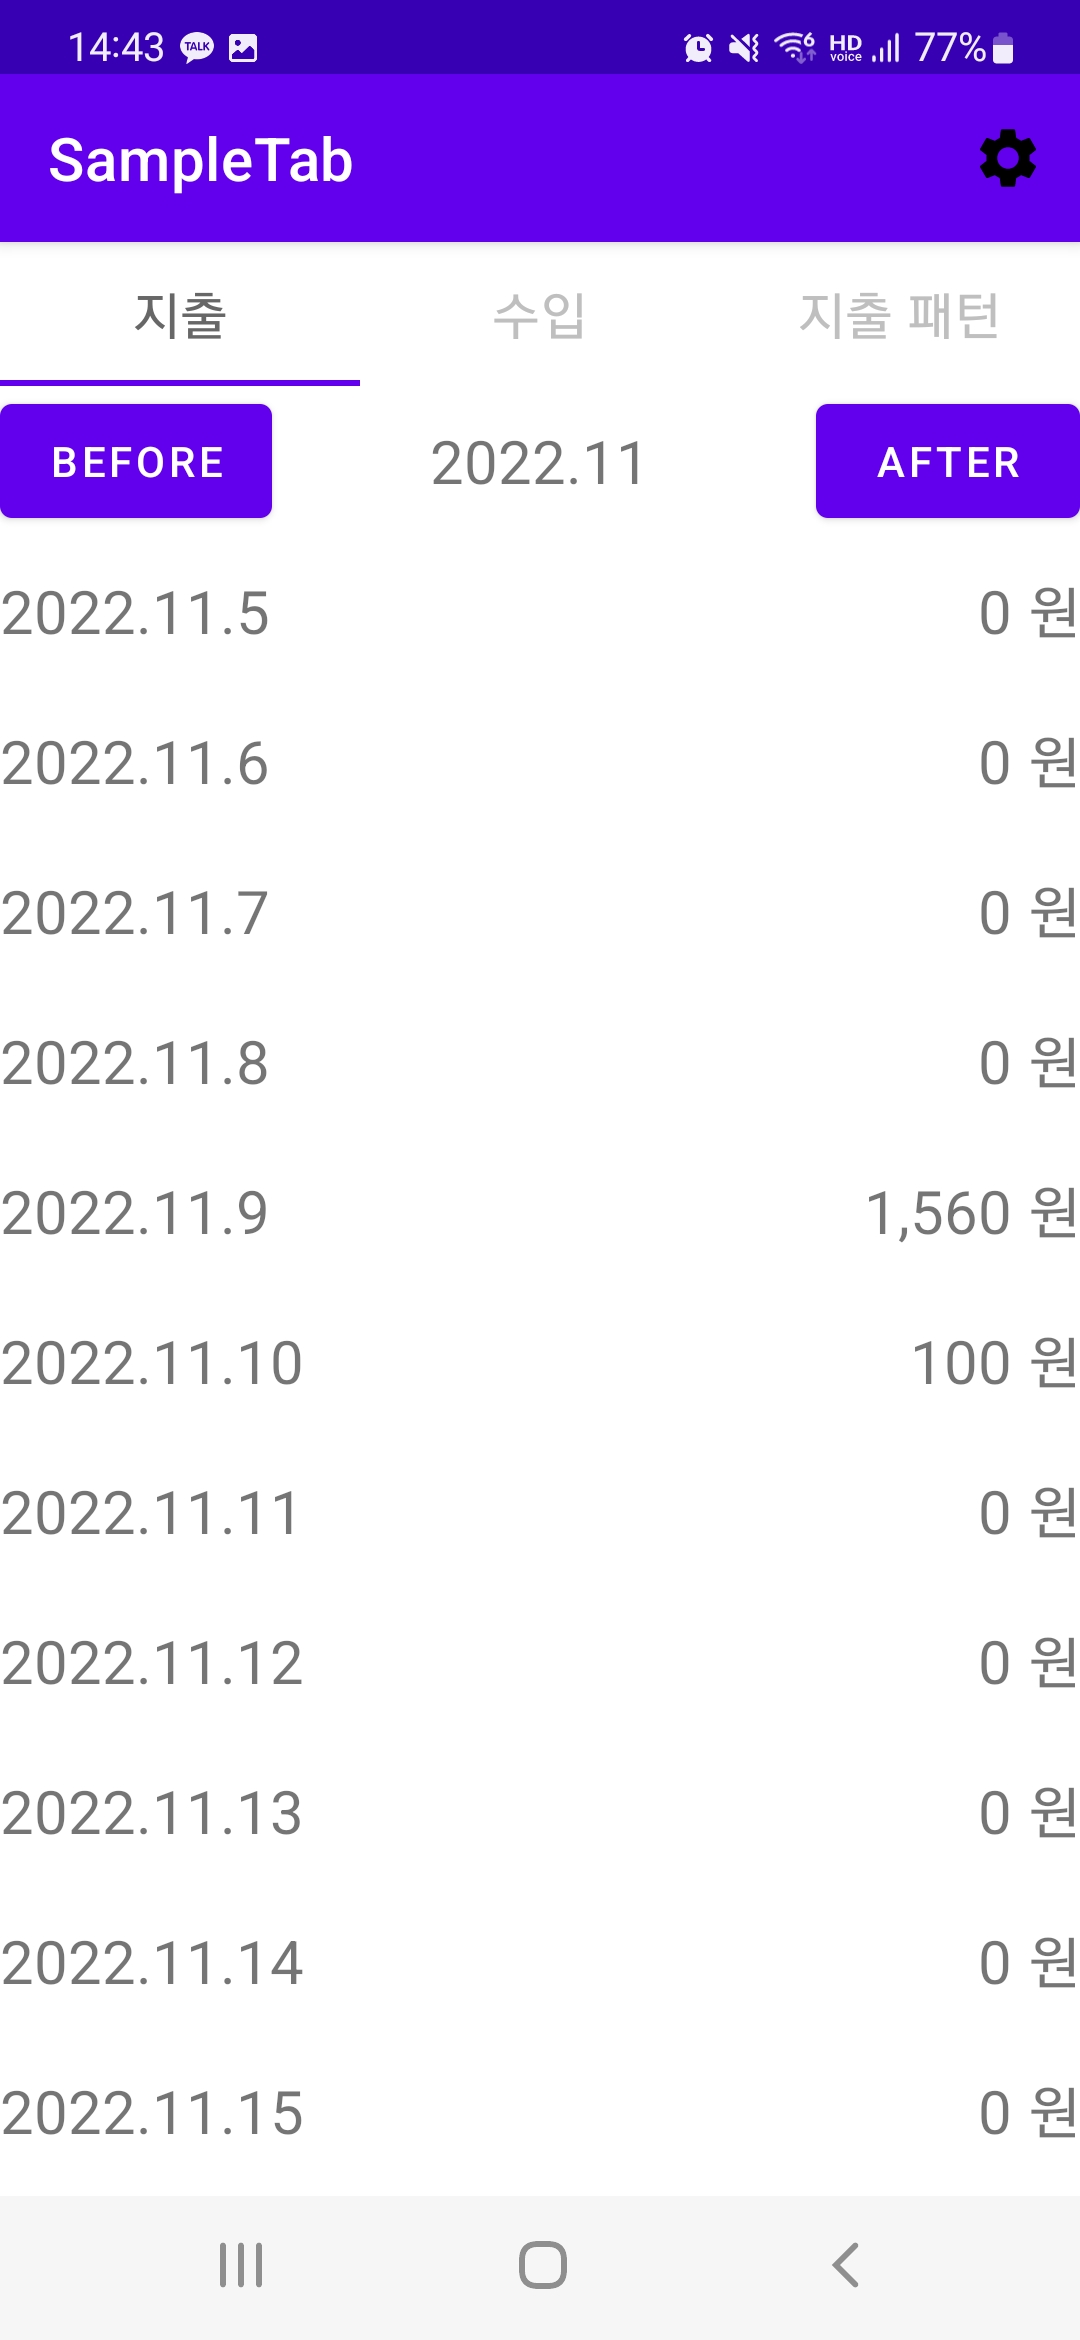 14:43 TALK 6 HD voice 77%
SampleTab
지출 수입 지출 패턴
BEFORE 2022.11 AFTER
2022.11.5 0 원
2022.11.6 0 원
2022.11.7 0 원
2022.11.8 0 원
2022.11.9 1,560 원
2022.11.10 100 원
2022.11.11 0 원
2022.11.12 0 원
2022.11.13 0 원
2022.11.14 0 원
2022.11.15 0 원